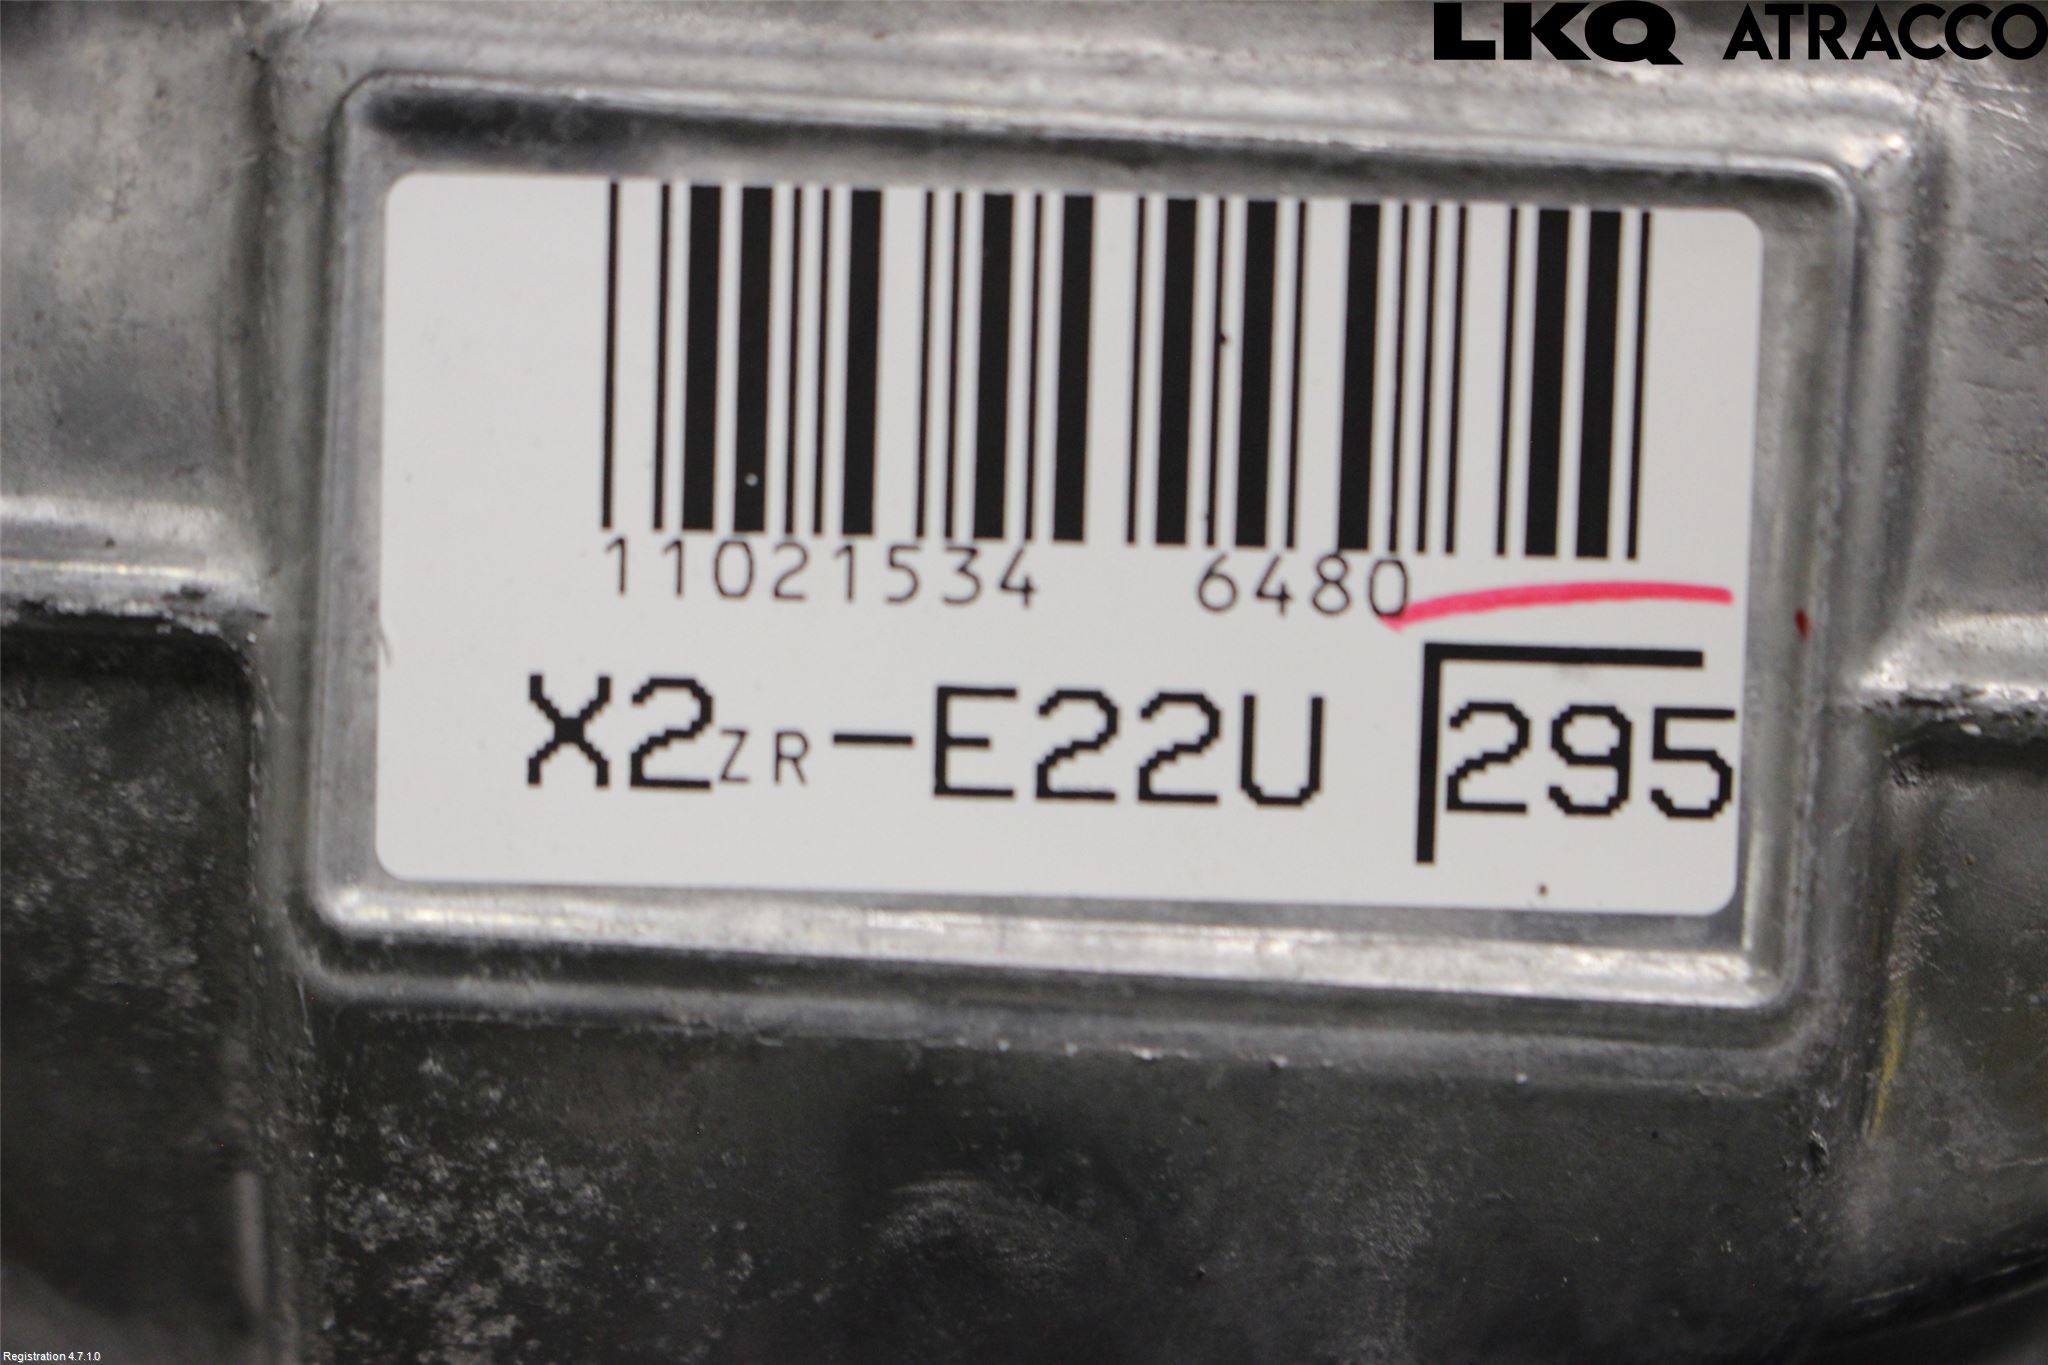 LKQ ATRACCO
11021534 6480
X2ZR-E22U 295
Registration 4.7.1.0